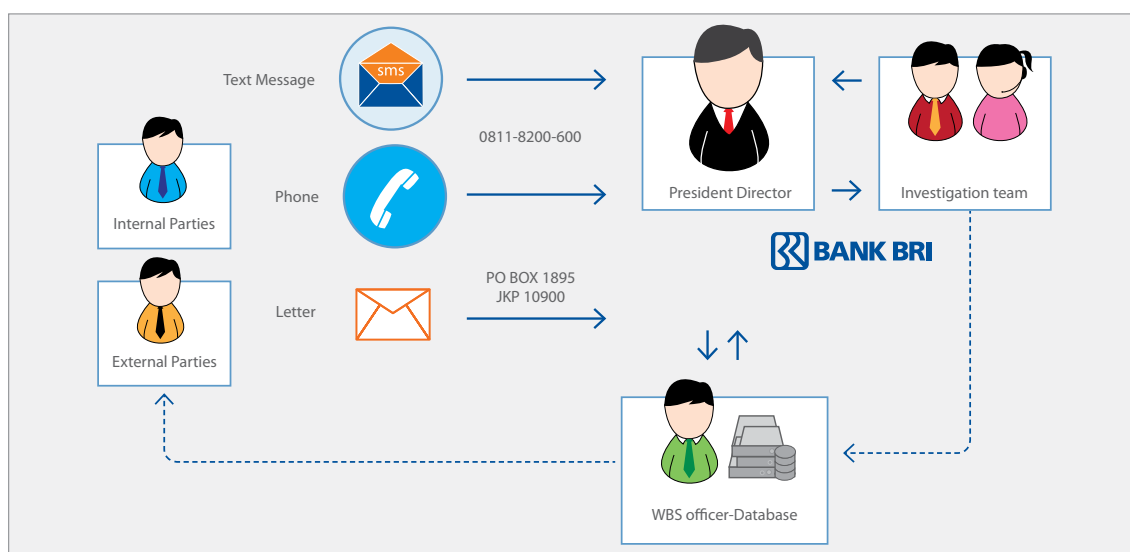 Text Message
sms
0811-8200-600
President Director
Investigation team
Internal Parties
Phone
BANK BRI
PO BOX 1895
JKP 10900
Letter
External Parties
WBS officer-Database